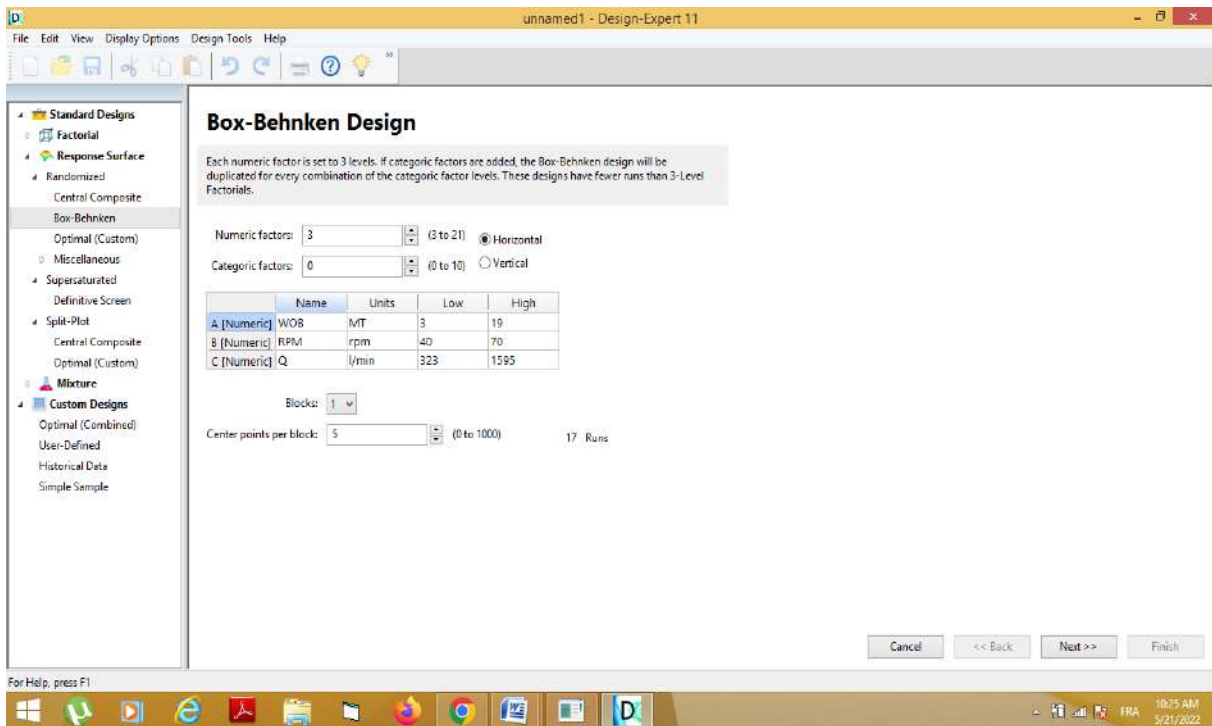 unnamed1 - Design-Expert 11
File Edit View Display Options Design Tools Help
Standard Designs
Factorial
Response Surface
Randomized
Central Composite
Box-Behnken
Optimal (Custom)
Miscellaneous
Supersaturated
Definitive Screen
Split-Plot
Central Composite
Optimal (Custom)
Mixture
Custom Designs
Optimal (Combined)
User-Defined
Historical Data
Simple Sample
Box-Behnken Design
Each numeric factor is set to 3 levels. If categoric factors are added, the Box-Behnken design will be
duplicated for every combination of the categoric factor levels. These designs have fewer runs than 3-Level
Factorials.
Numeric factors: 3 (3 to 21) Horizontal
Categoric factors: 0 (0 to 10) Vertical
Name Units Low High
A [Numeric] WOB MT 3 19
B [Numeric] RPM rpm 40 70
C [Numeric] Q l/min 323 1595
Blocks: 1
Center points per block: 5 (0 to 1000) 17 Runs
Cancel << Back Next >> Finish
For Help, press F1
FRA 10:25 AM
5/21/2022